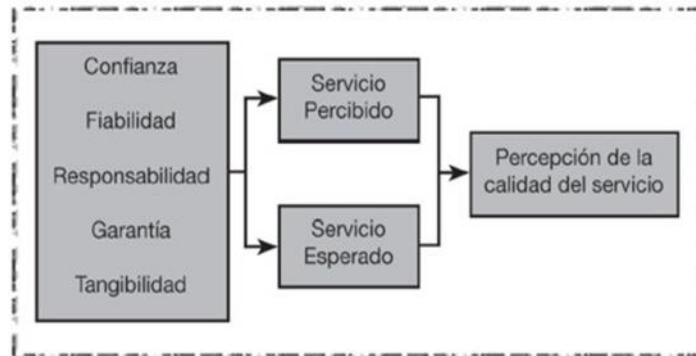 Confianza
Fiabilidad
Responsabilidad
Garantía
Tangibilidad
Servicio
Percibido
Servicio
Esperado
Percepción de la
calidad del servicio